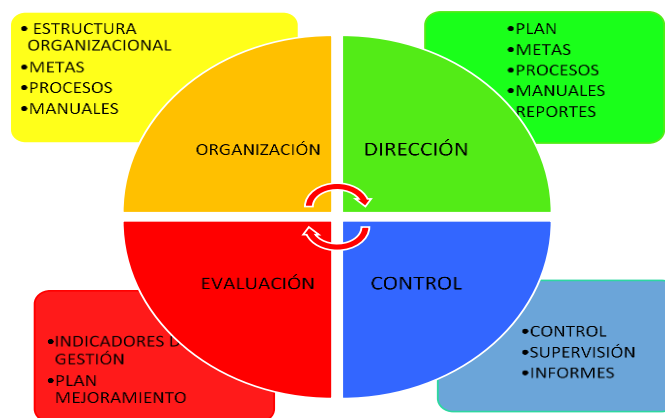 • ESTRUCTURA
ORGANIZACIONAL
•METAS
•PROCESOS
•MANUALES
•PLAN
•METAS
•PROCESOS
•MANUALES
REPORTES
ORGANIZACIÓN
DIRECCIÓN
EVALUACIÓN
CONTROL
•INDICADORES D
GESTIÓN
•PLAN
MEJORAMIENTO
•CONTROL
•SUPERVISIÓN
•INFORMES